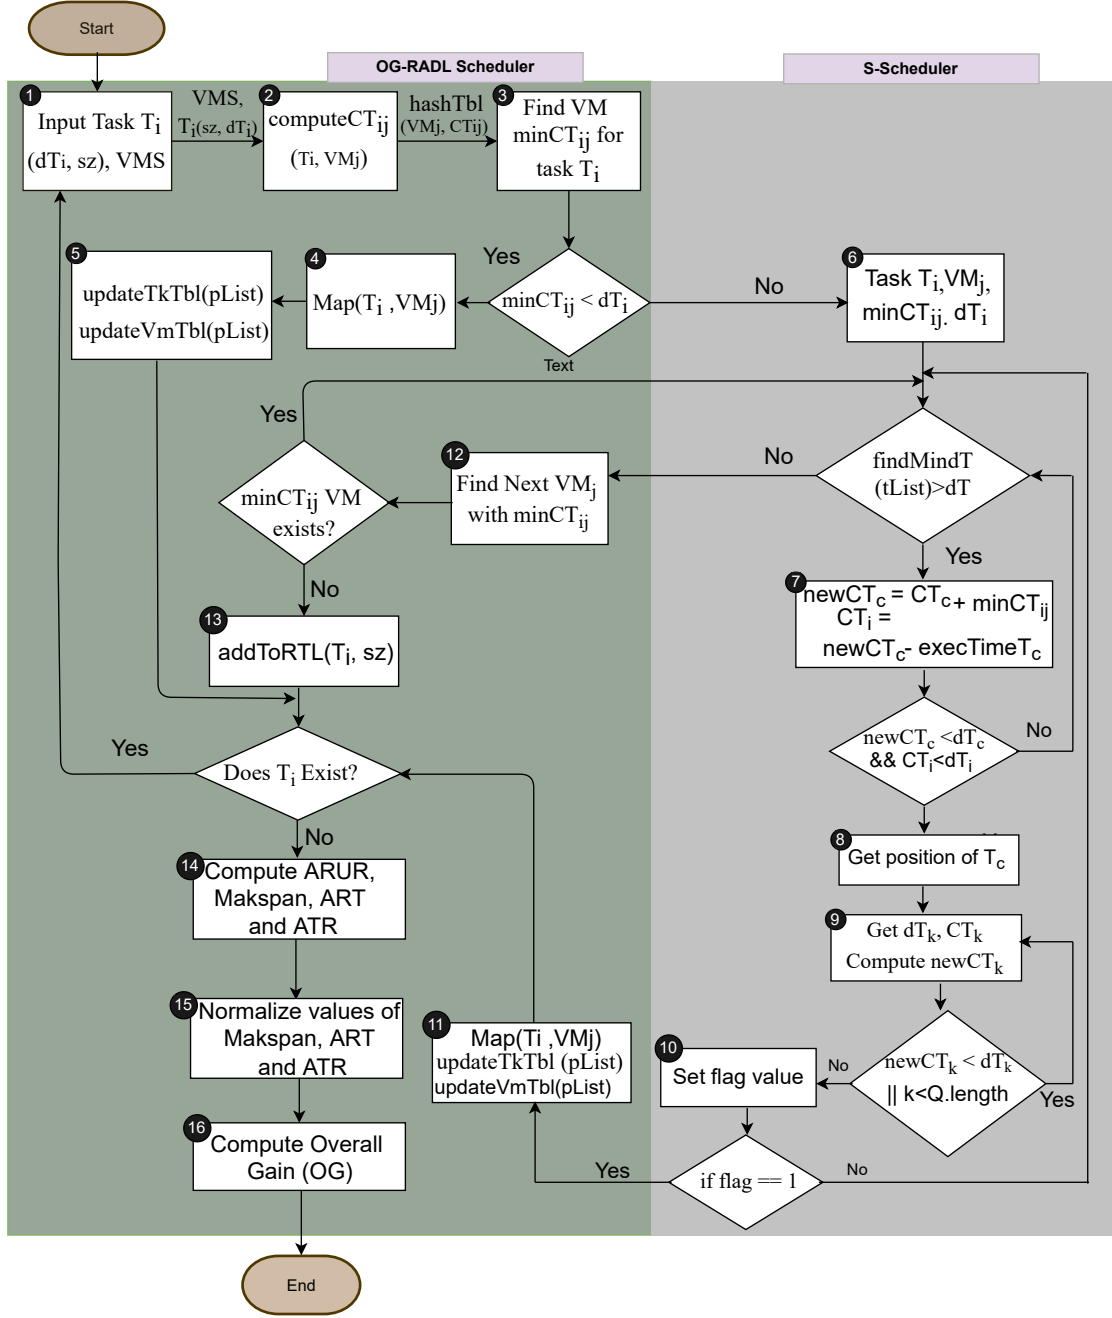 Start
OG-RADL Scheduler
S-Scheduler
1
Input Task Ti
(dTi, sz), VMS
VMS,
Ti(sz, dTi)
2
computeCTij
(Ti, VMj)
hashTbl
(VMj, CTij)
3
Find VM
minCTij for
task Ti
5
updateTkTbl(pList)
updateVmTbl(pList)
4
Map(Ti ,VMj)
Yes
minCTij < dTi
No
Text
6
Task Ti,VMj,
minCTij. dTi
Yes
minCTij VM
exists?
12
Find Next VMj
with minCTij
No
findMindT
(tList)>dT
Yes
No
7
newCTc = CTc+ minCTij
CTi =
newCTc- execTimeTc
13
addToRTL(Ti, sz)
newCTc <dTc
&& CTi<dTi
No
Yes
Does Ti Exist?
No
8
Get position of Tc
14
Compute ARUR,
Makspan, ART
and ATR
9
Get dTk, CTk
Compute newCTk
15
Normalize values of
Makspan, ART
and ATR
11
Map(Ti ,VMj)
updateTkTbl (pList)
updateVmTbl(pList)
10
Set flag value
No
newCTk < dTk
|| k<Q.length
Yes
16
Compute Overall
Gain (OG)
Yes
if flag == 1
No
End